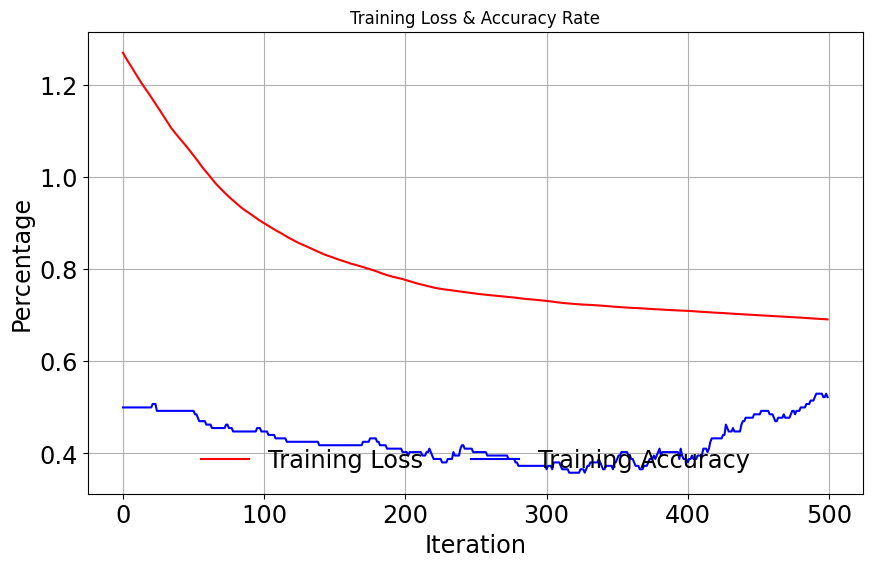 Training Loss & Accuracy Rate
Percentage
1.2
1.0
0.8
0.6
0.4
Training Loss
Training Accuracy
0
100
200
300
400
500
Iteration